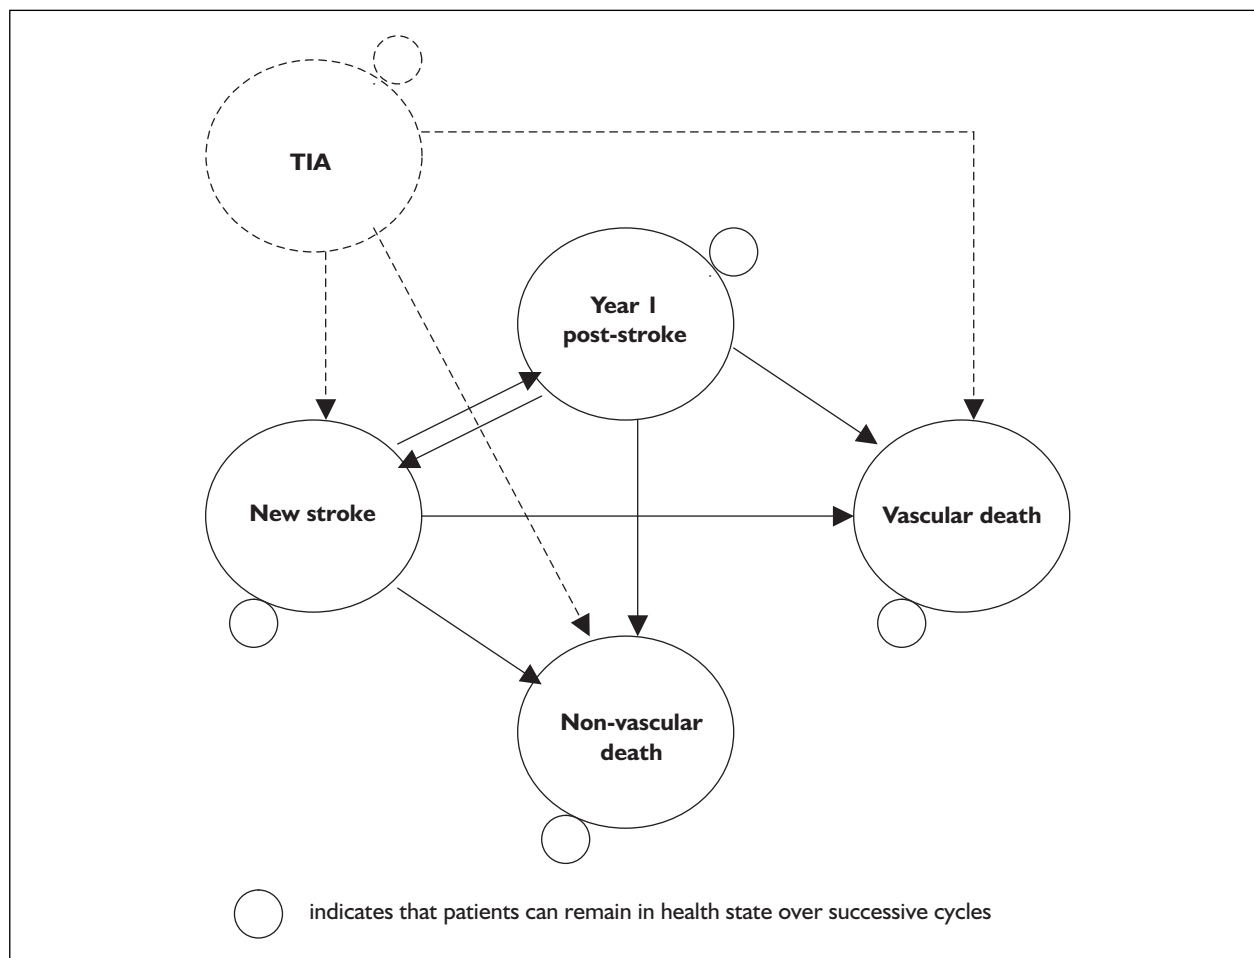 TIA
Year 1
post-stroke
New stroke
Vascular death
Non-vascular
death
indicates that patients can remain in health state over successive cycles